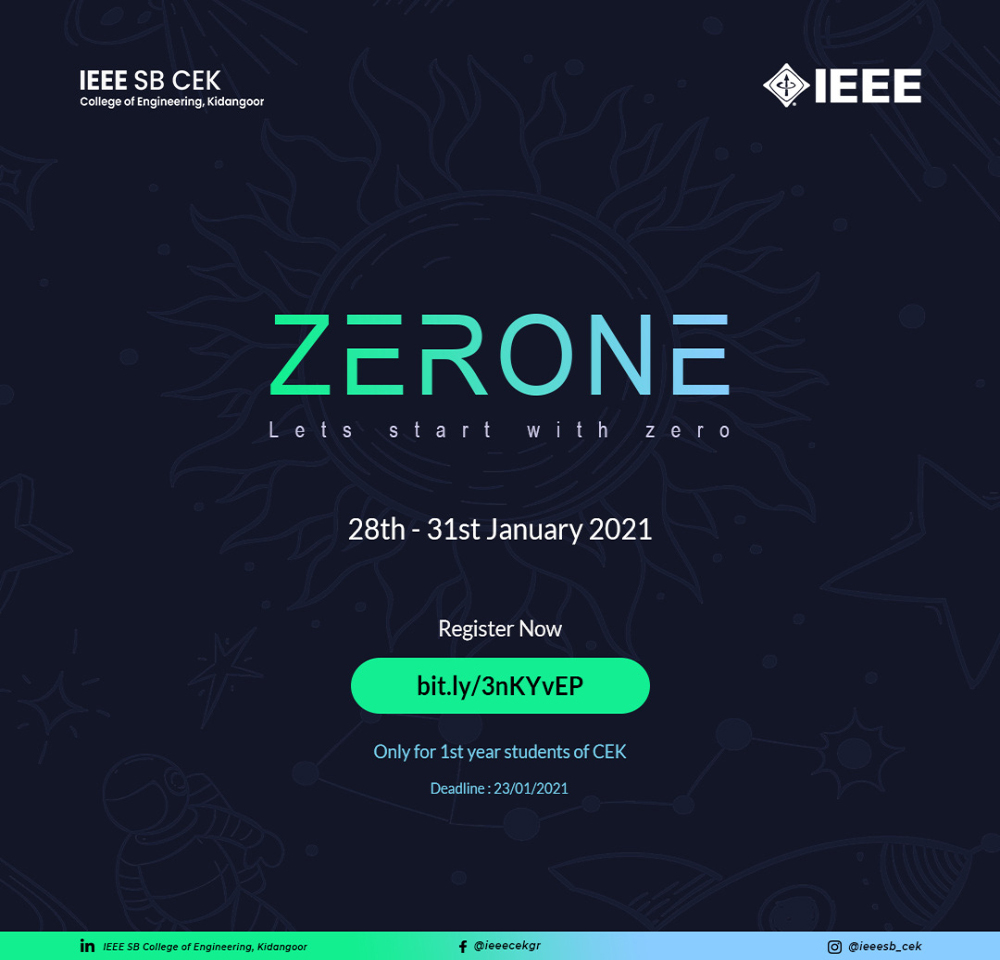 IEEE SB CEK
College of Engineering, Kidangoor
IEEE
ZERONE
Lets start with zero
28th - 31st January 2021
Register Now
bit.ly/3nKYvEP
Only for 1st year students of CEK
Deadline : 23/01/2021
IEEE SB College of Engineering, Kidangoor
@ieeecekgr
@ieeesb_cek